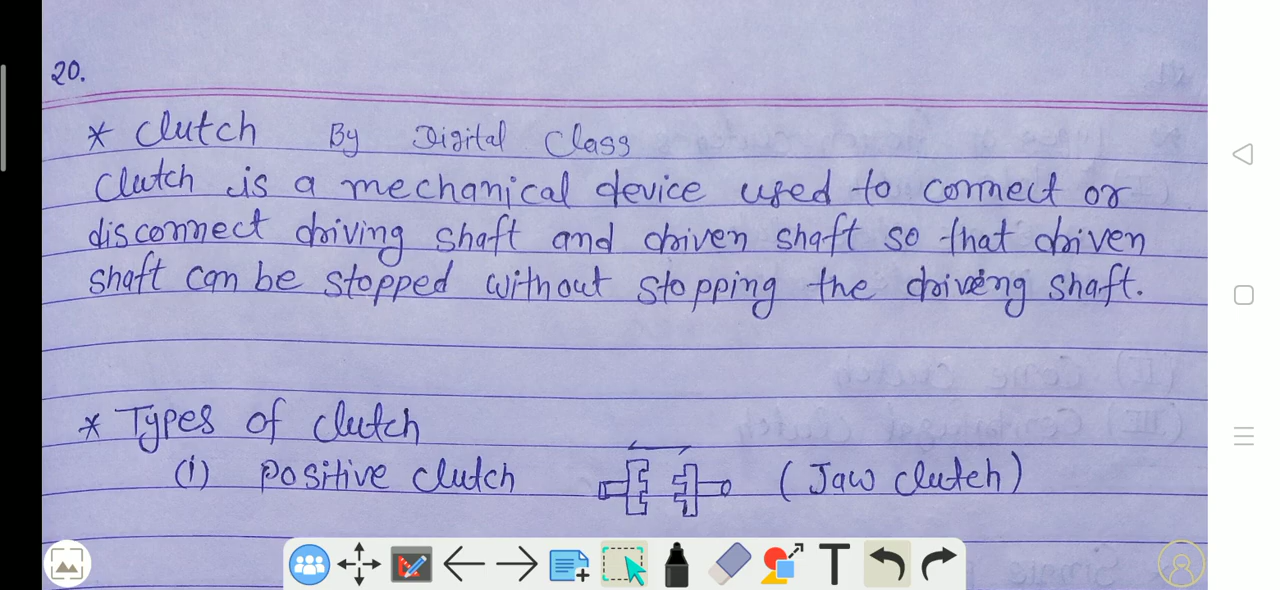 20.
* Clutch By Digital Class
Clutch is a mechanical device used to connect or
disconnect driving shaft and driven shaft so that driven
shaft can be stopped without stopping the driving shaft.
* Types of clutch
(i) positive clutch (Jaw clutch)
T